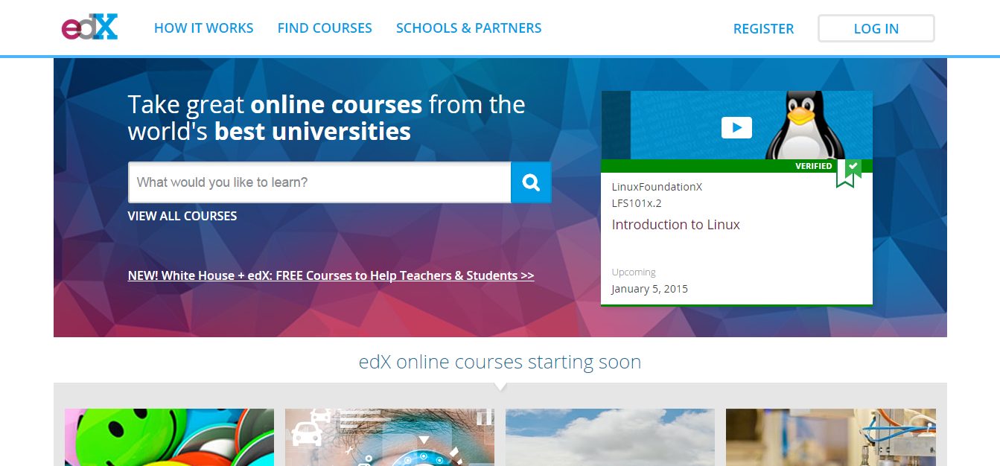 edX
HOW IT WORKS
FIND COURSES
SCHOOLS & PARTNERS
REGISTER
LOG IN
Take great online courses from the
world's best universities
What would you like to learn?
VIEW ALL COURSES
NEW! White House + edX: FREE Courses to Help Teachers & Students >>
VERIFIED
LinuxFoundationX
LFS101x.2
Introduction to Linux
Upcoming
January 5, 2015
edX online courses starting soon